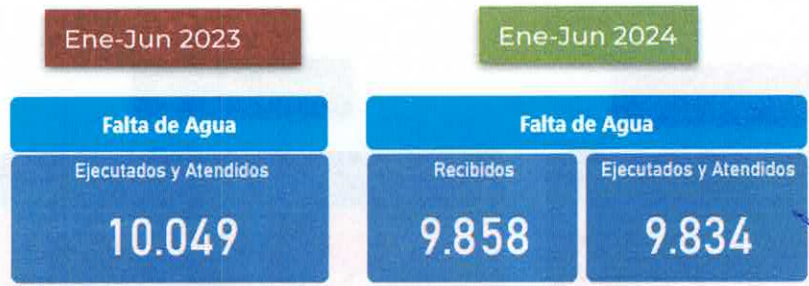 Ene-Jun 2023
Ene-Jun 2024
Falta de Agua
Falta de Agua
Ejecutados y Atendidos
Recibidos
Ejecutados y Atendidos
10.049
9.858
9.834